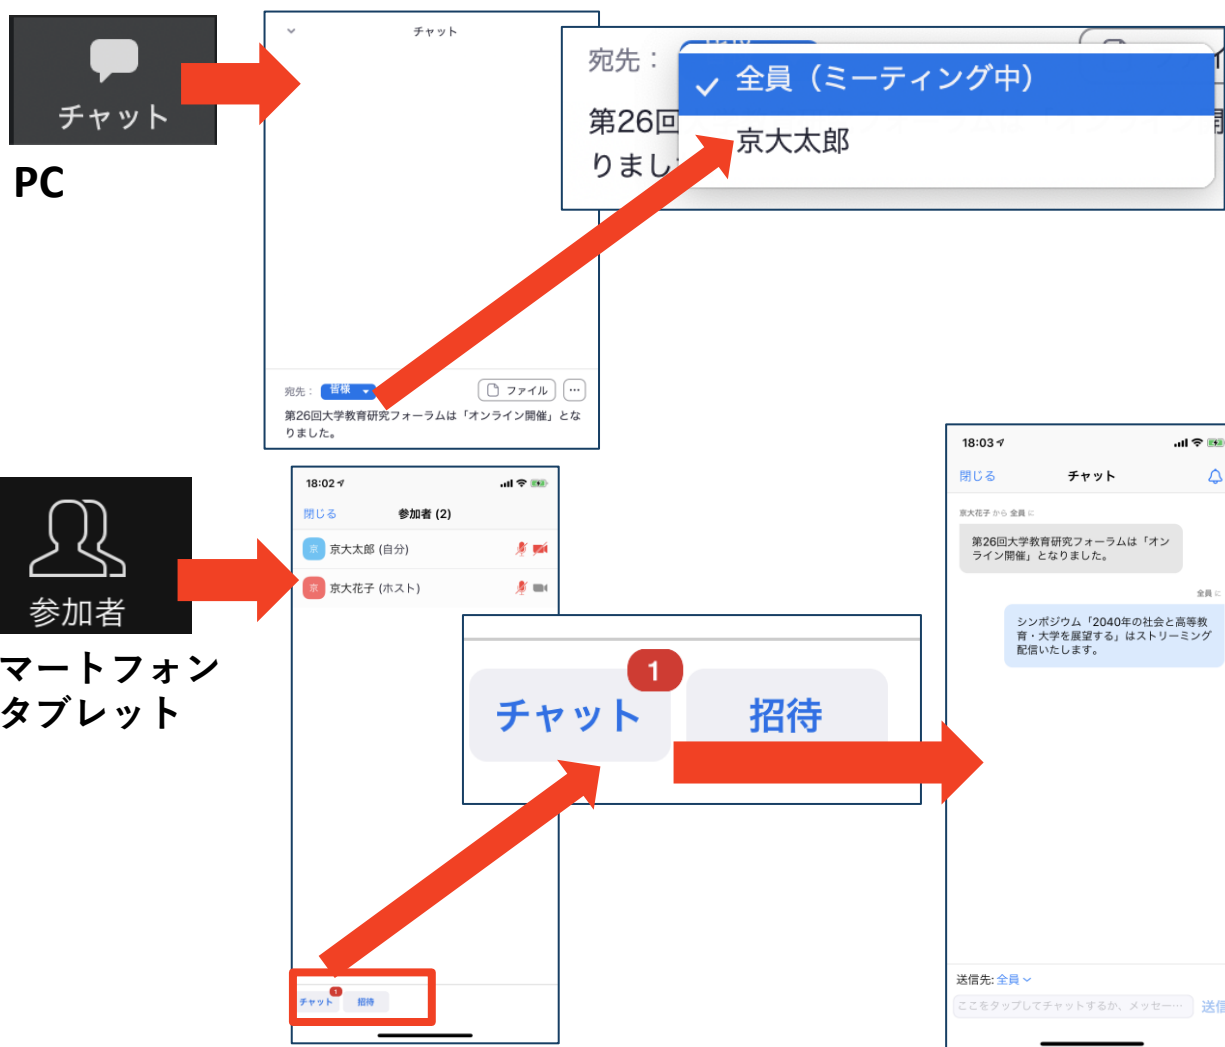 チャット
PC
チャット
宛先：
皆様
ファイル
第26回大学教育研究フォーラムは「オンライン開催」とな
りました。
宛先：
全員（ミーティング中）
京大太郎
第26回
りまし
参加者
マートフォン
タブレット
18:02
閉じる
参加者 (2)
京 京大太郎 (自分)
京 京大花子 (ホスト)
1
チャット
招待
1
チャット
招待
18:03
閉じる
チャット
京大花子 から 全員 に
第26回大学教育研究フォーラムは「オン
ライン開催」となりました。
全員 に
シンポジウム「2040年の社会と高等教
育・大学を展望する」はストリーミング
配信いたします。
送信先: 全員
ここをタップしてチャットするか、メッセー…
送信